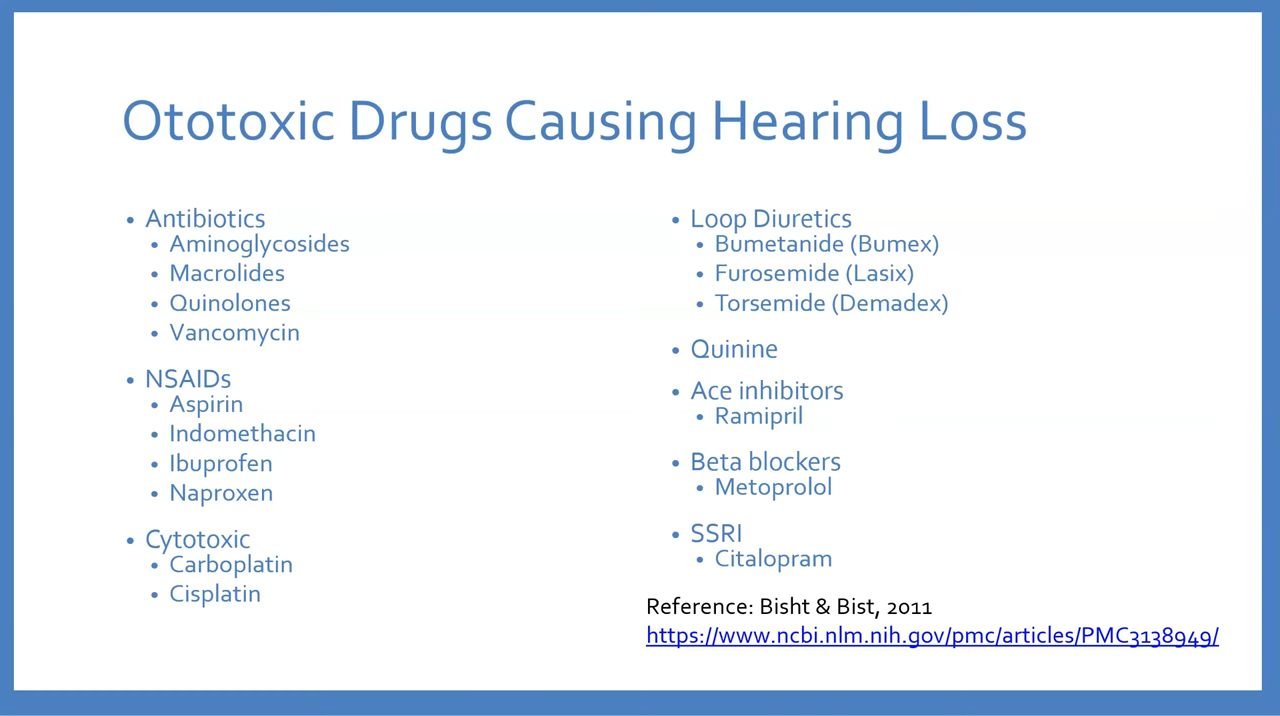 Ototoxic Drugs Causing Hearing Loss
• Antibiotics
• Aminoglycosides
• Macrolides
• Quinolones
• Vancomycin
• NSAIDs
• Aspirin
• Indomethacin
• Ibuprofen
• Naproxen
• Cytotoxic
• Carboplatin
• Cisplatin
• Loop Diuretics
• Bumetanide (Bumex)
• Furosemide (Lasix)
• Torsemide (Demadex)
• Quinine
• Ace inhibitors
• Ramipril
• Beta blockers
• Metoprolol
• SSRI
• Citalopram
Reference: Bisht & Bist, 2011
https://www.ncbi.nlm.nih.gov/pmc/articles/PMC3138949/